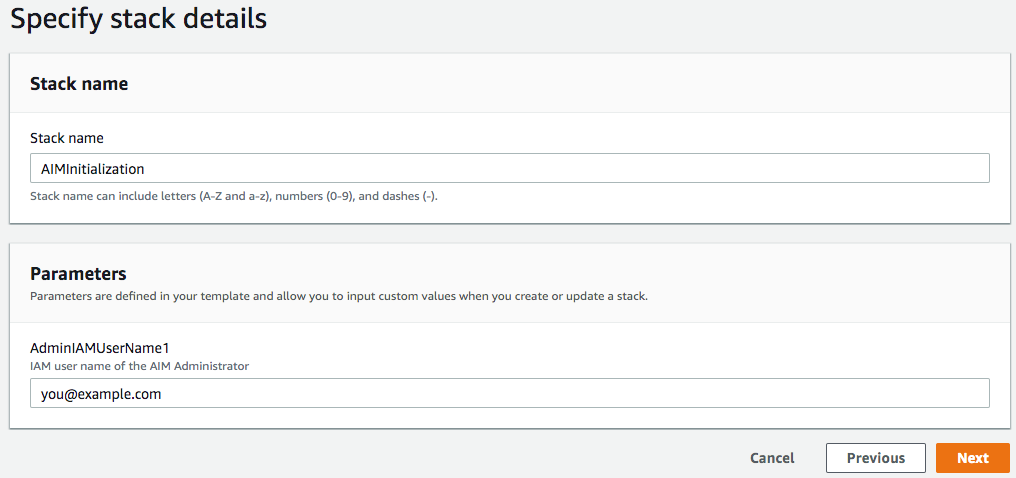 Specify stack details
Stack name
Stack name
AIMInitialization
Stack name can include letters (A-Z and a-z), numbers (0-9), and dashes (-).
Parameters
Parameters are defined in your template and allow you to input custom values when you create or update a stack.
AdminIAMUserName1
IAM user name of the AIM Administrator
you@example.com
Cancel Previous Next